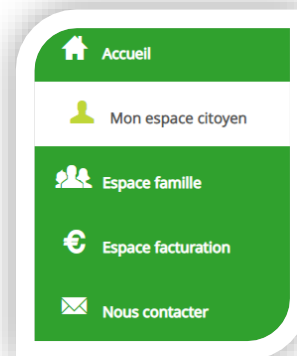 Accueil
Mon espace citoyen
Espace famille
Espace facturation
Nous contacter